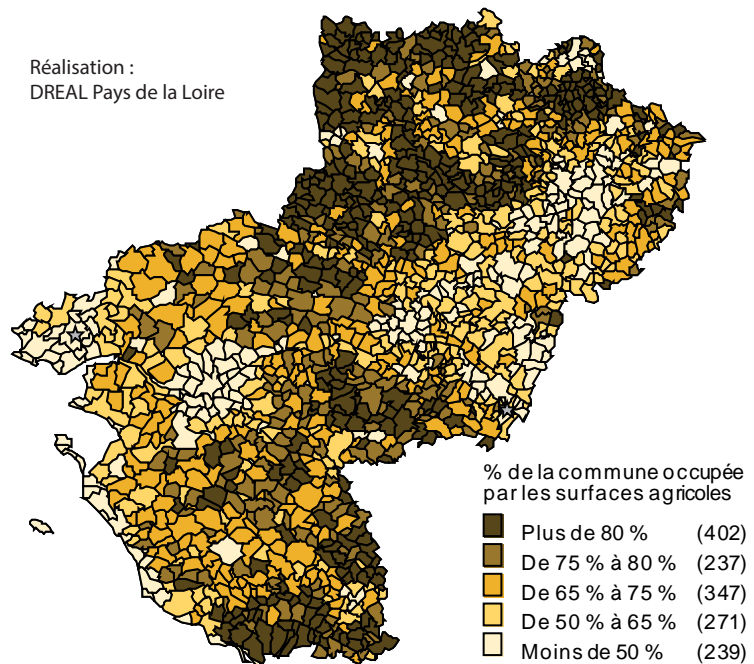 Réalisation :
DREAL Pays de la Loire
% de la commune occupée
par les surfaces agricoles
Plus de 80 % (402)
De 75 % à 80 % (237)
De 65 % à 75 % (347)
De 50 % à 65 % (271)
Moins de 50 % (239)